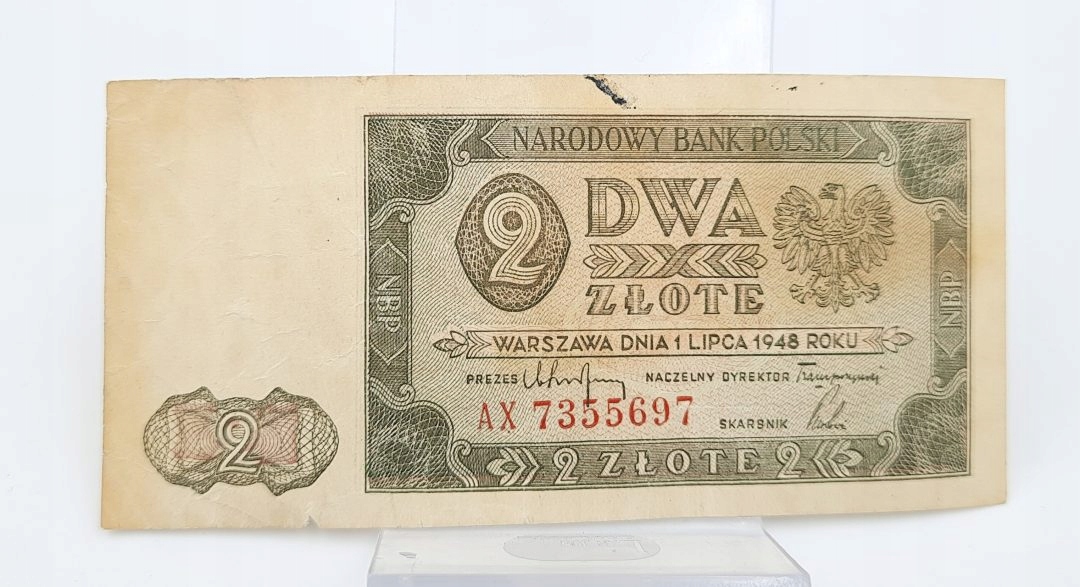 NARODOWY BANK POLSKI
2
DWA
ZŁOTE
NBP
NBP
WARSZAWA DNIA 1 LIPCA 1948 ROKU
PREZES NACZELNY DYREKTOR
AX 7355697
SKARBNIK
2
2 ZŁOTE 2